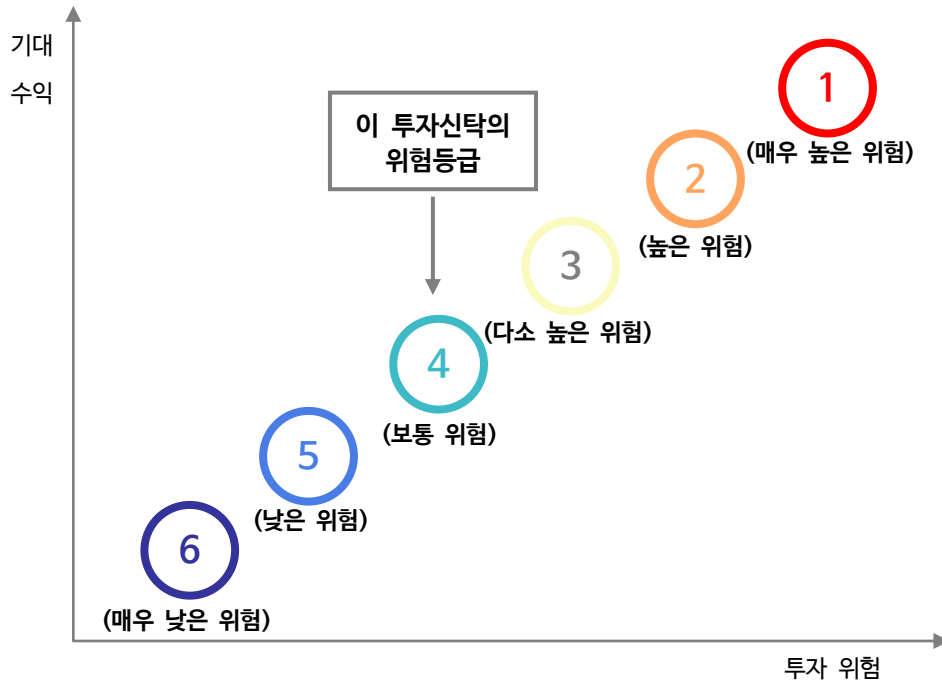 기대
수익
1
(매우 높은 위험)
이 투자신탁의
위험등급
2
(높은 위험)
3
(다소 높은 위험)
4
(보통 위험)
5
(낮은 위험)
6
(매우 낮은 위험)
투자 위험